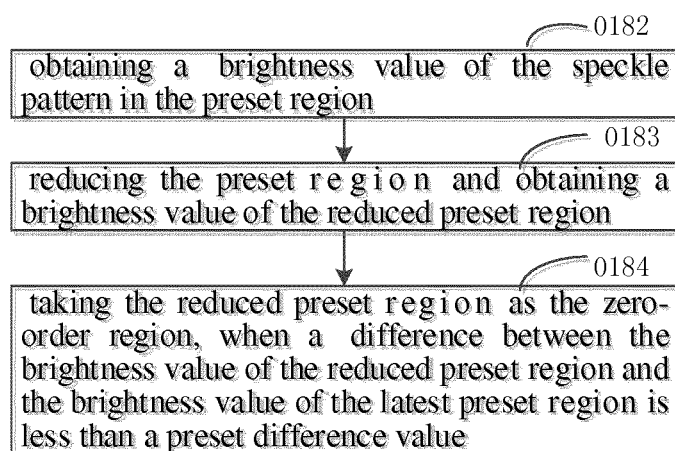 0182
obtaining a brightness value of the speckle
pattern in the preset region
0183
reducing the preset region and obtaining a
brightness value of the reduced preset region
0184
taking the reduced preset region as the zero-
order region, when a difference between the
brightness value of the reduced preset region and
the brightness value of the latest preset region is
less than a preset difference value